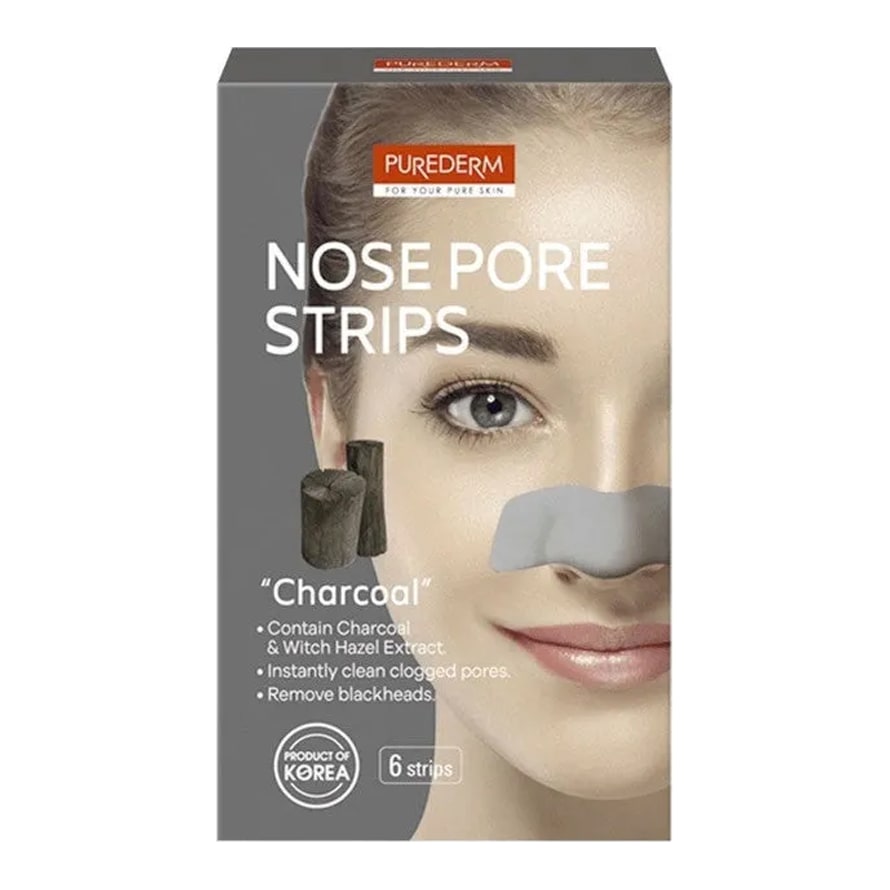 PUREDERM
PUREDERM
FOR YOUR PURE SKIN
NOSE PORE
STRIPS
"Charcoal"
• Contain Charcoal
& Witch Hazel Extract.
• Instantly clean clogged pores.
• Remove blackheads.
PRODUCT OF
KOREA
6 strips